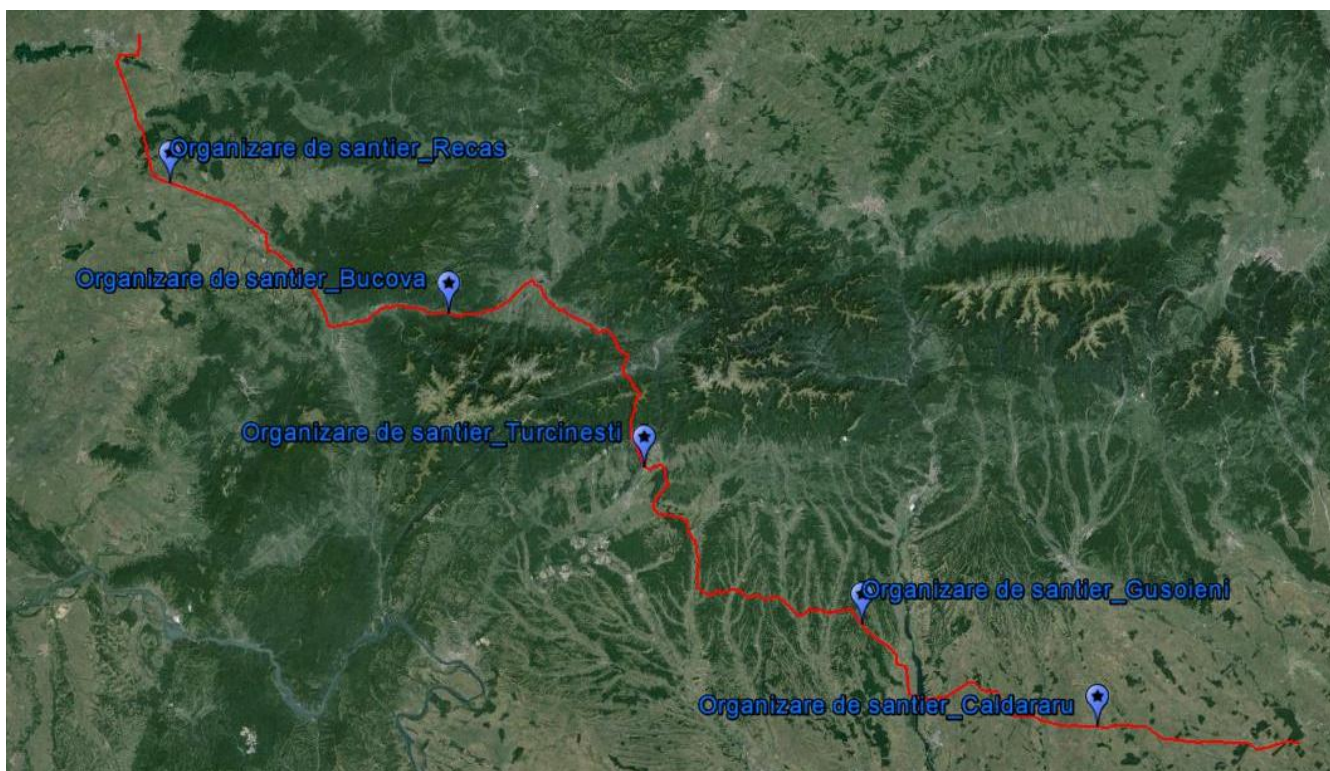 Organizare de santier_Recas
Organizare de santier_Bucova
Organizare de santier_Turcinesti
Organizare de santier_Gusoieni
Organizare de santier_Caldararu